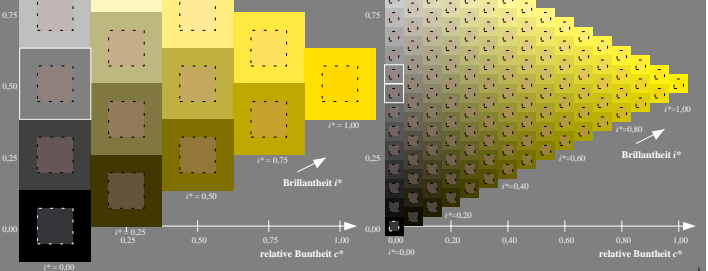 0,75
0,50
0,25
0,00
i* = 1,00
i* = 0,75
Brillantheit i*
i* = 0,50
i* = 0,25
0,25
0,50
0,75
1,00
relative Buntheit c*
i* = 0,00
0,75
0,50
0,25
0,00
i*=1,00
i*=0,80
Brillantheit i*
i*=0,60
i*=0,40
i*=0,20
0,00
0,20
0,40
0,60
0,80
1,00
relative Buntheit c*
i*=0,00